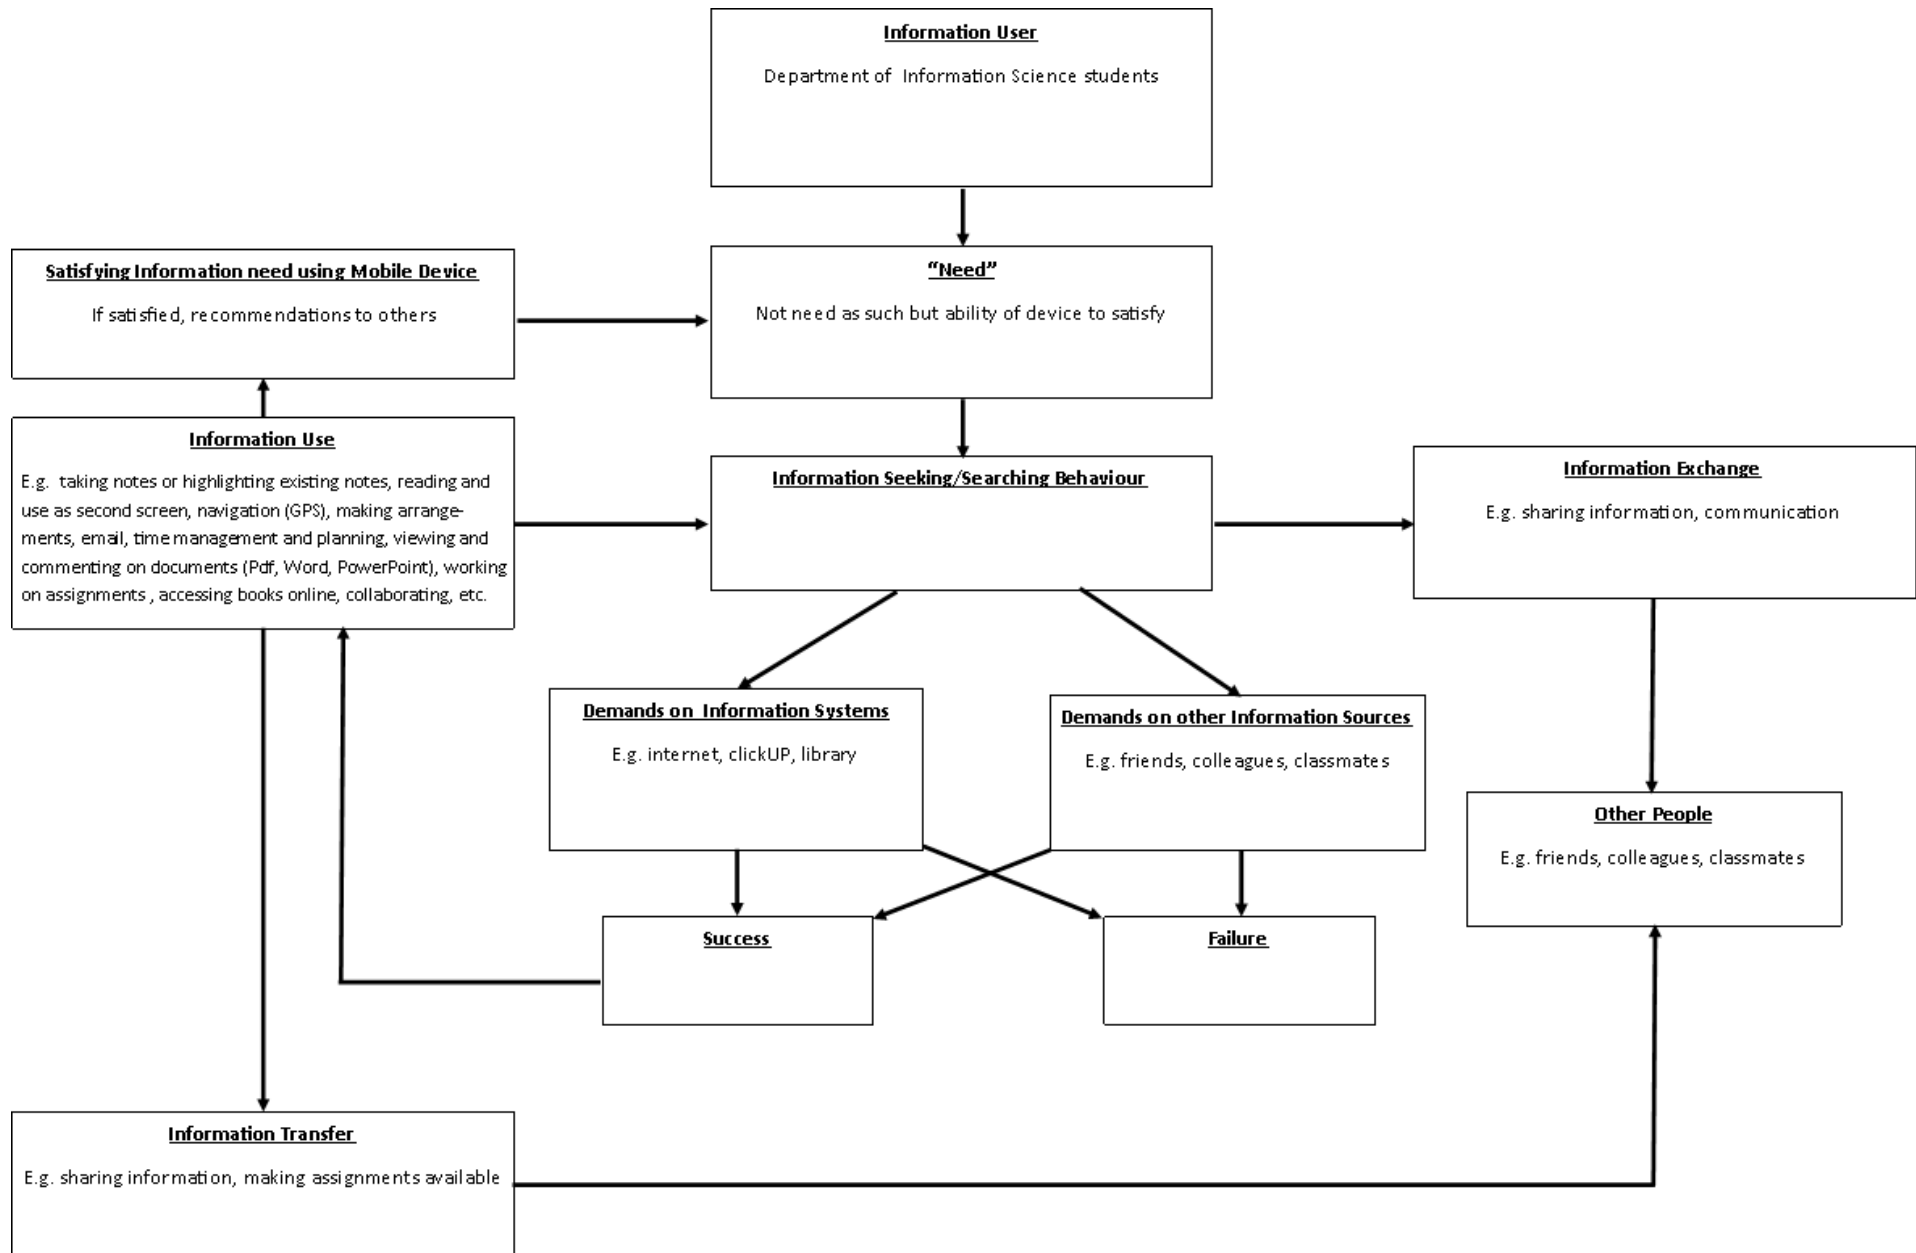 Information User
Department of Information Science students
Satisfying Information need using Mobile Device
If satisfied, recommendations to others
“Need”
Not need as such but ability of device to satisfy
Information Use
E.g. taking notes or highlighting existing notes, reading and
use as second screen, navigation (GPS), making arrange-
ments, email, time management and planning, viewing and
commenting on documents (Pdf, Word, PowerPoint), working
on assignments , accessing books online, collaborating, etc.
Information Seeking/Searching Behaviour
Information Exchange
E.g. sharing information, communication
Demands on Information Systems
E.g. internet, clickUP, library
Demands on other Information Sources
E.g. friends, colleagues, classmates
Other People
E.g. friends, colleagues, classmates
Success
Failure
Information Transfer
E.g. sharing information, making assignments available